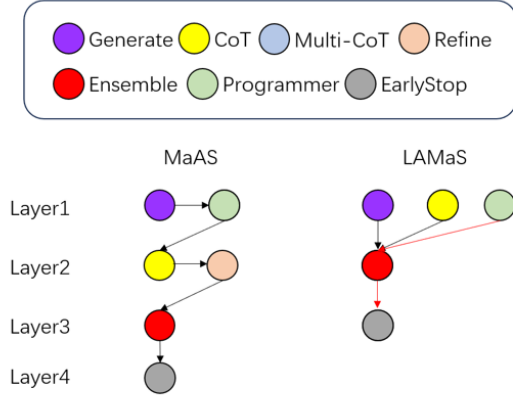 Generate CoT Multi-CoT Refine
Ensemble Programmer EarlyStop
MaAS LAMaS
Layer1
Layer2
Layer3
Layer4